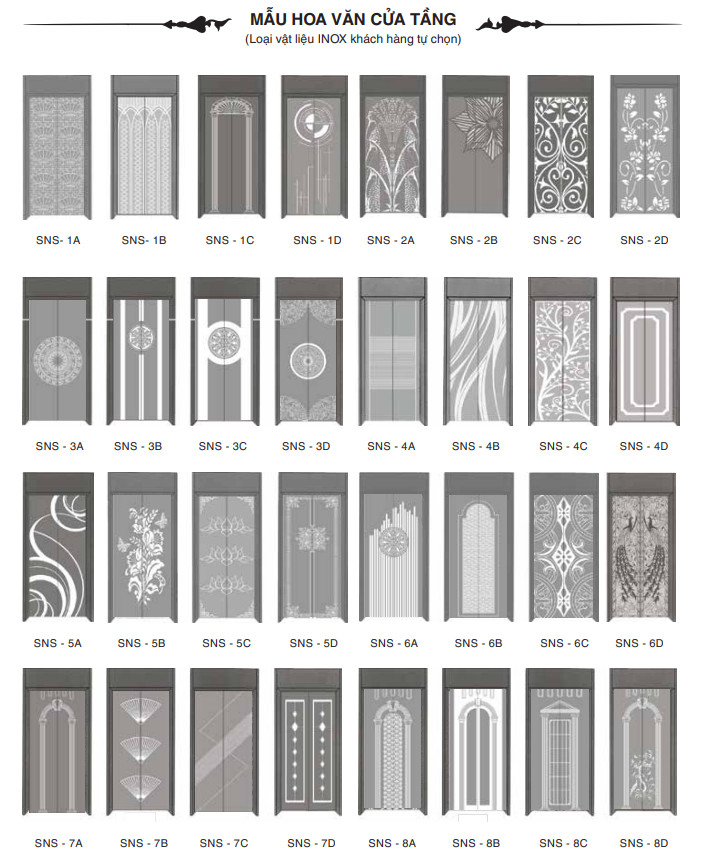 MẪU HOA VĂN CỬA TẦNG
(Loại vật liệu INOX khách hàng tự chọn)
SNS- 1A SNS- 1B SNS - 1C SNS - 1D SNS - 2A SNS - 2B SNS - 2C SNS - 2D
SNS - 3A SNS - 3B SNS - 3C SNS - 3D SNS - 4A SNS - 4B SNS - 4C SNS - 4D
SNS - 5A SNS - 5B SNS - 5C SNS - 5D SNS - 6A SNS - 6B SNS - 6C SNS - 6D
SNS - 7A SNS - 7B SNS - 7C SNS - 7D SNS - 8A SNS - 8B SNS - 8C SNS - 8D